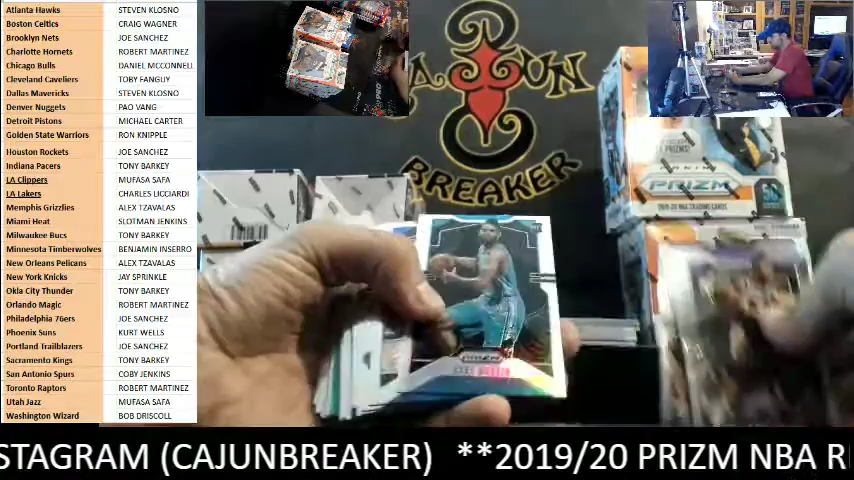 Atlanta Hawks STEVEN KLOSNO
Boston Celtics CRAIG WAGNER
Brooklyn Nets JOE SANCHEZ
Charlotte Hornets ROBERT MARTINEZ
Chicago Bulls DANIEL MCCONNELL
Cleveland Cavaliers TOBY FANGUY
Dallas Mavericks STEVEN KLOSNO
Denver Nuggets PAO VANG
Detroit Pistons MICHAEL CARTER
Golden State Warriors RON KNIPPLE
Houston Rockets JOE SANCHEZ
Indiana Pacers TONY BARKEY
LA Clippers MUFASA SAFA
LA Lakers CHARLES LICCIARDI
Memphis Grizzlies ALEX TZAVALAS
Miami Heat SLOTMAN JENKINS
Milwaukee Bucs TONY BARKEY
Minnesota Timberwolves BENJAMIN INSERRO
New Orleans Pelicans ALEX TZAVALAS
New York Knicks JAY SPRINKLE
Okla City Thunder TONY BARKEY
Orlando Magic ROBERT MARTINEZ
Philadelphia 76ers JOE SANCHEZ
Phoenix Suns KURT WELLS
Portland Trailblazers JOE SANCHEZ
Sacramento Kings TONY BARKEY
San Antonio Spurs COBY JENKINS
Toronto Raptors ROBERT MARTINEZ
Utah Jazz MUFASA SAFA
Washington Wizard BOB DRISCOLL
BREAKER
PRIZM
2019-20 NBA TRADING CARDS
PRIZM
STAGRAM (CAJUNBREAKER) **2019/20 PRIZM NBA R